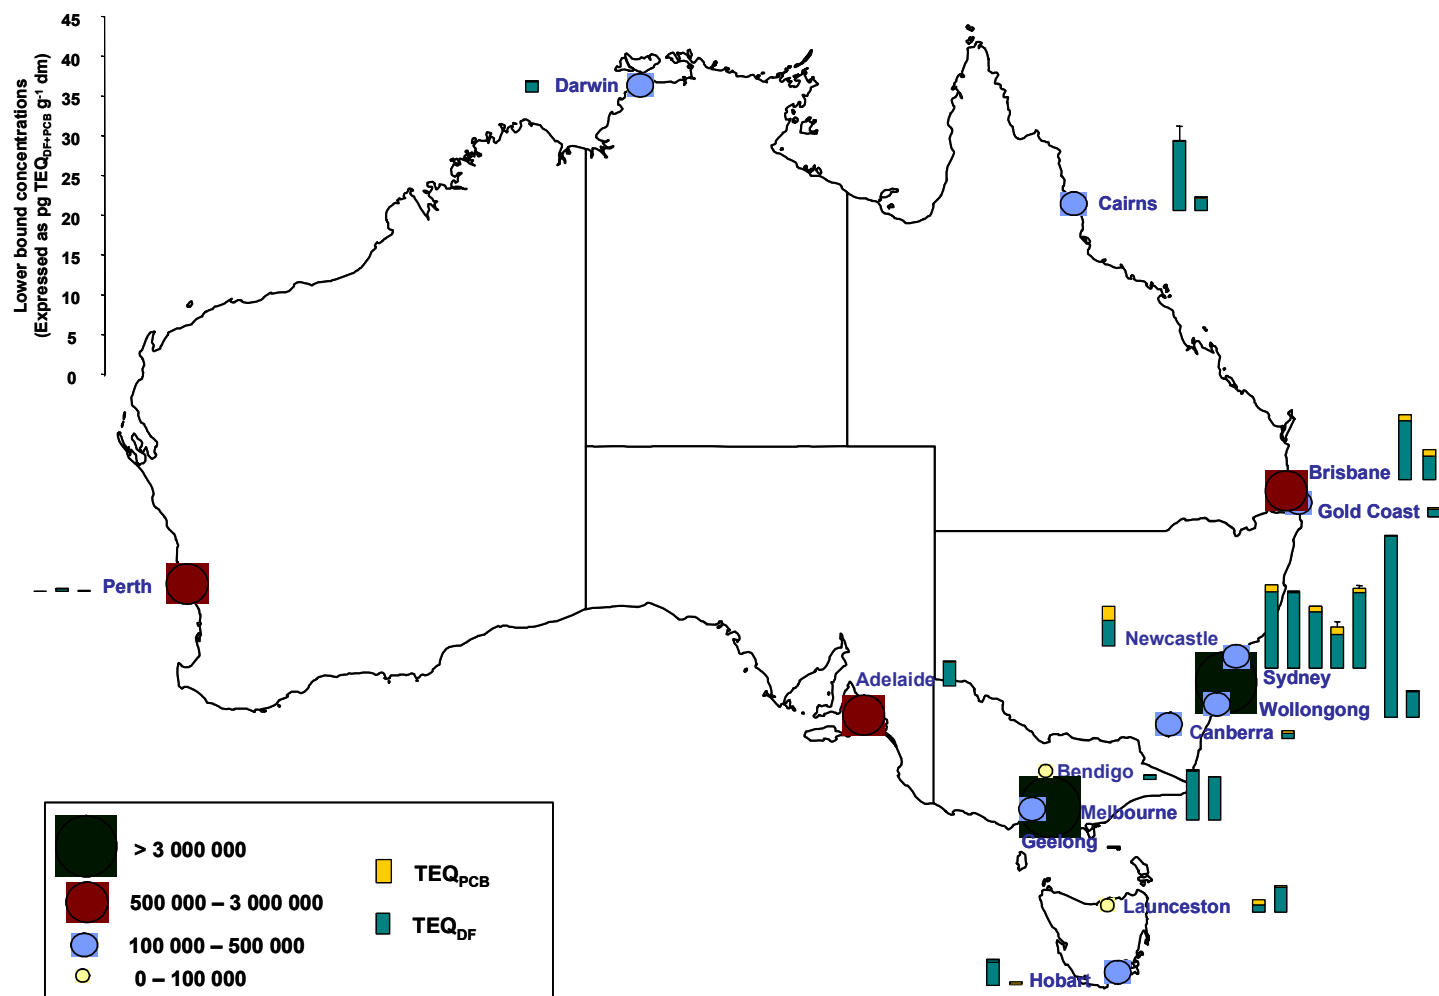 45
40
35
30
25
20
15
10
5
0
Lower bound concentrations
(Expressed as pg TEQDF+PCB g-1 dm)
Darwin
Cairns
Brisbane
Gold Coast
Perth
Newcastle
Adelaide
Sydney
Wollongong
Canberra
Bendigo
Melbourne
Geelong
Launceston
Hobart
> 3 000 000
500 000 – 3 000 000
100 000 – 500 000
0 – 100 000
TEQPCB
TEQDF